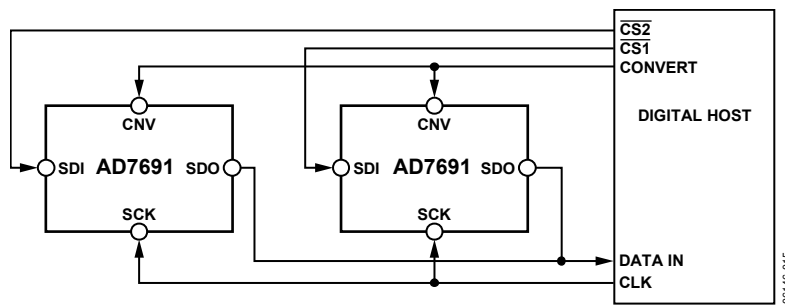 CS2
CS1
CONVERT
DIGITAL HOST
CNV
CNV
SDI AD7691 SDO
SDI AD7691 SDO
SCK
SCK
DATA IN
CLK